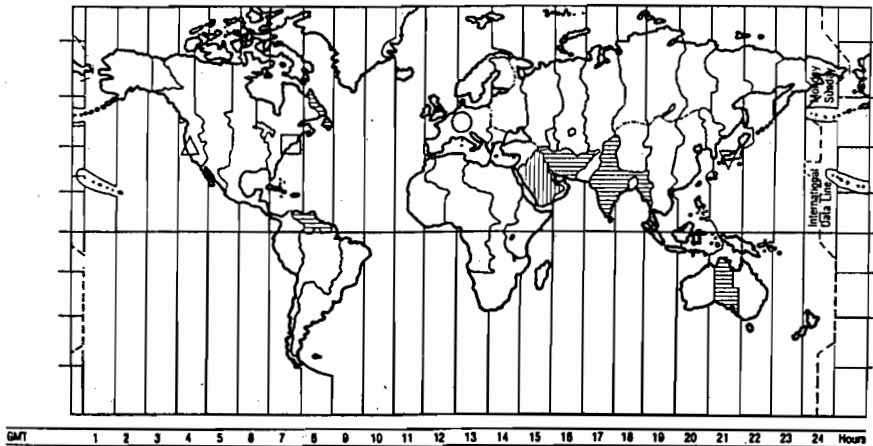 Monday
Sunday
International
Data Line
GMT 1 2 3 4 5 6 7 8 9 10 11 12 13 14 15 16 17 18 19 20 21 22 23 24 Hours